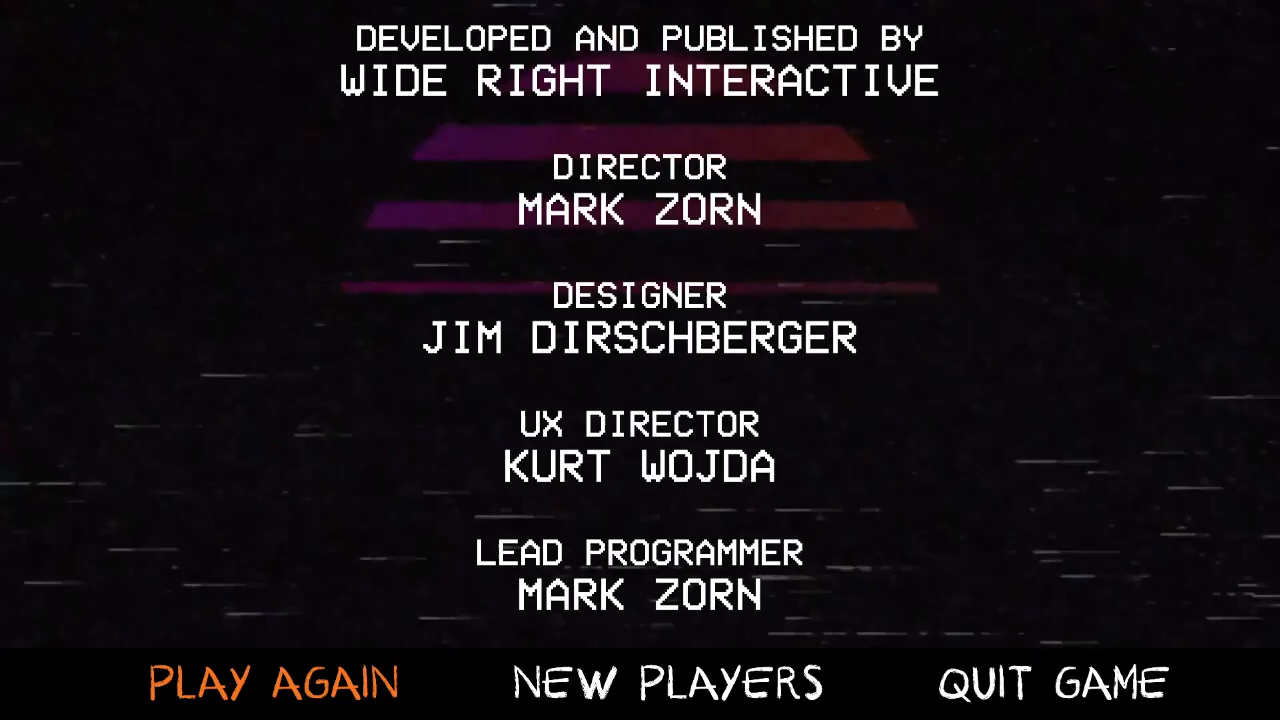 DEVELOPED AND PUBLISHED BY
WIDE RIGHT INTERACTIVE
DIRECTOR
MARK ZORN
DESIGNER
JIM DIRSCHBERGER
UX DIRECTOR
KURT WOJDA
LEAD PROGRAMMER
MARK ZORN
PLAY AGAIN NEW PLAYERS QUIT GAME